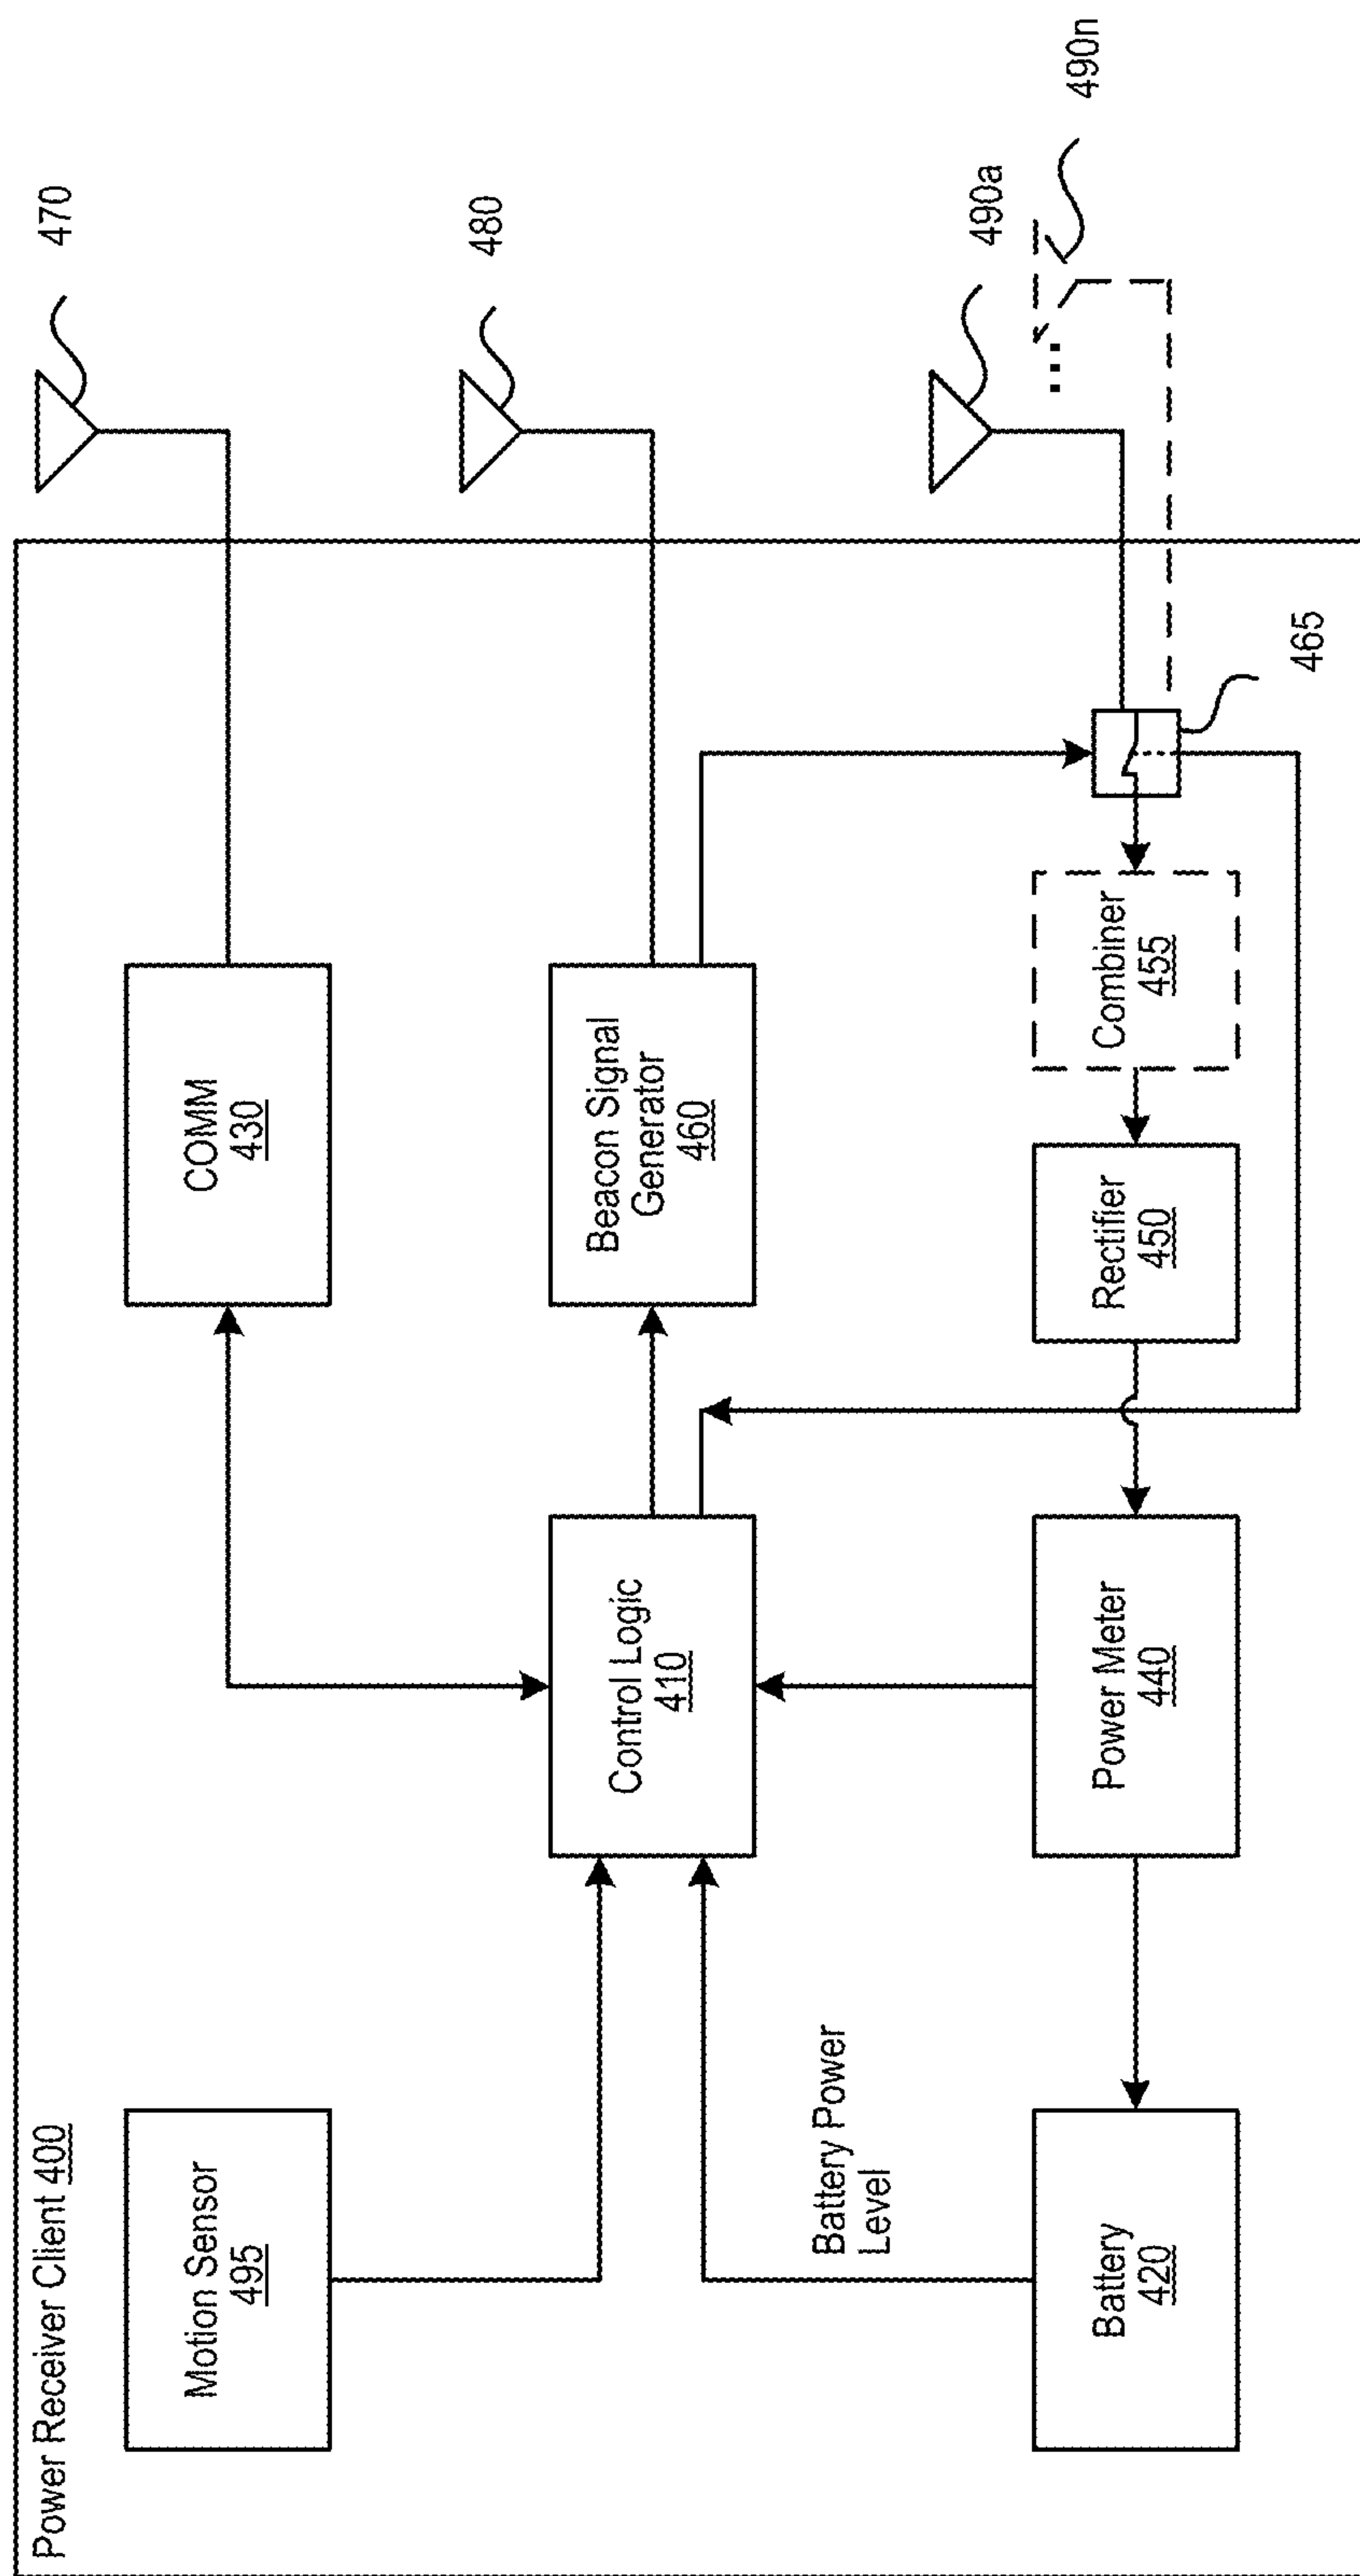 Power Receiver Client 400
Motion Sensor
495
COMM
430
470
Control Logic
410
Beacon Signal
Generator
460
480
Battery Power
Level
Battery
420
Power Meter
440
Rectifier
450
Combiner
455
465
490a
...
490n